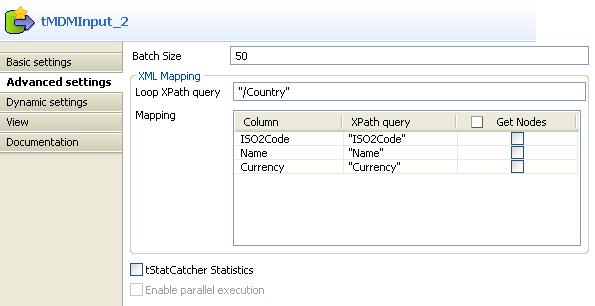 tMDMInput_2
Basic settings
Advanced settings
Dynamic settings
View
Documentation
Batch Size 50
XML Mapping
Loop XPath query "/Country"
Mapping
Column XPath query Get Nodes
ISO2Code "ISO2Code"
Name "Name"
Currency "Currency"
tStatCatcher Statistics
Enable parallel execution